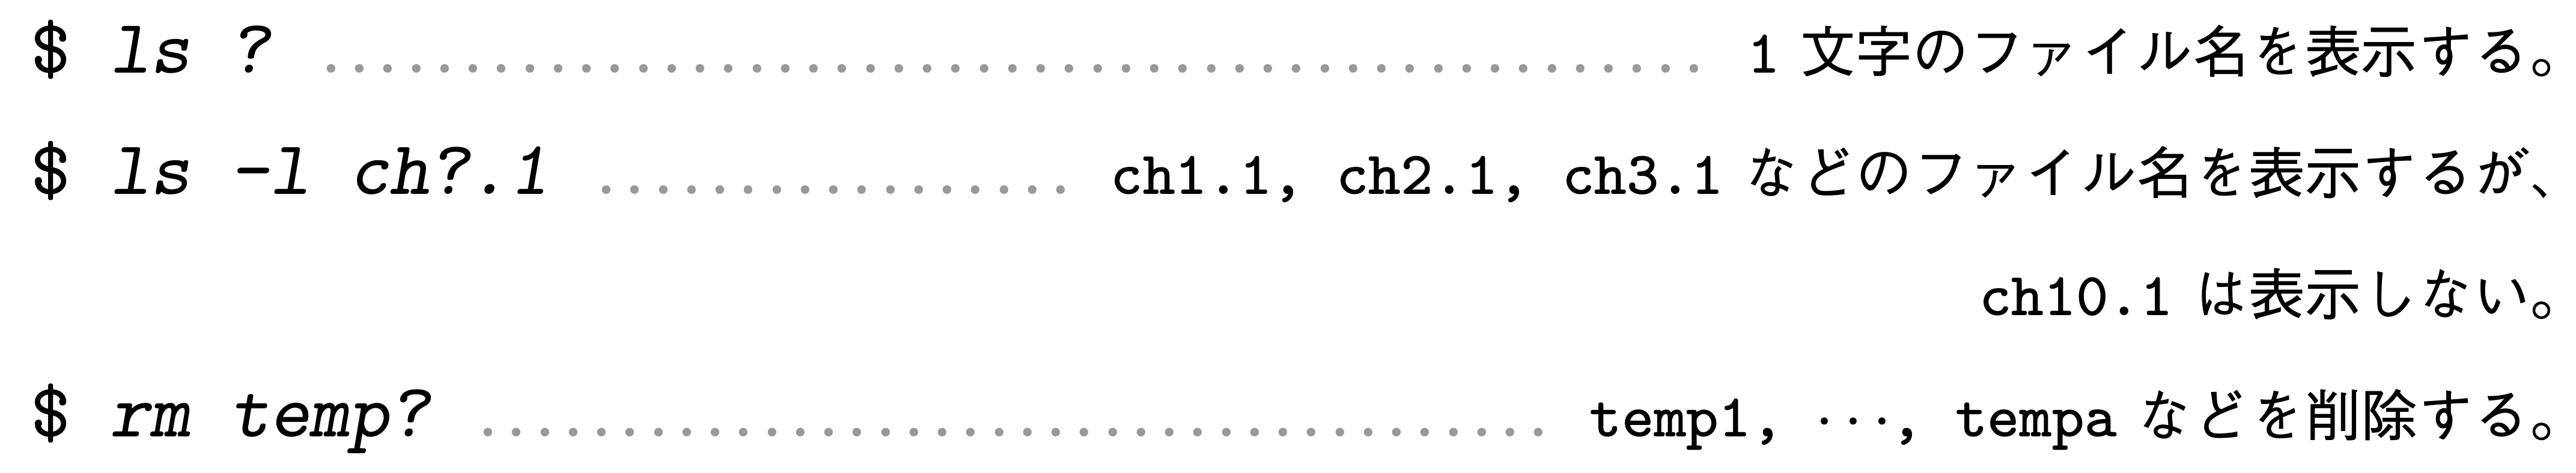 $ ls ? ................................................. 1 文字のファイル名を表示する。
$ ls -l ch?.1 ................. ch1.1, ch2.1, ch3.1 などのファイル名を表示するが、
ch10.1 は表示しない。
$ rm temp? ...................................... temp1, ···, tempa などを削除する。